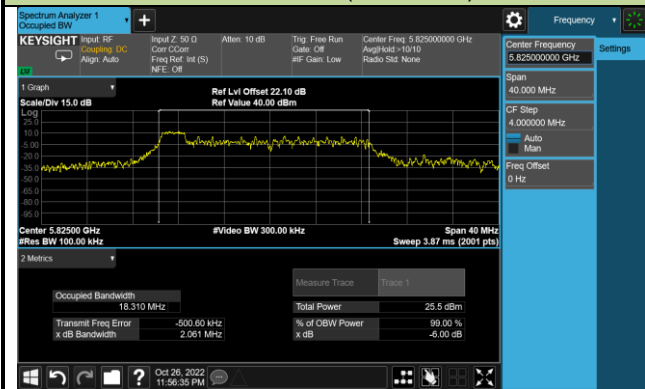 Spectrum Analyzer 1
Occupied BW
+
Frequency
KEYSIGHT
Input: RF
Coupling: DC
Align: Auto
Input Z: 50 Ω
Corr CCorr
Freq Ref: Int (S)
NFE: Off
Atten: 10 dB
Trig: Free Run
Gate: Off
#IF Gain: Low
Center Freq: 5.825000000 GHz
Avg|Hold:>10/10
Radio Std: None
Center Frequency
5.825000000 GHz
Settings
Span
40.000 MHz
CF Step
4.000000 MHz
Auto
Man
Freq Offset
0 Hz
1 Graph
Scale/Div 15.0 dB
Ref Lvl Offset 22.10 dB
Ref Value 40.00 dBm
Log
25.0
10.0
-5.00
-20.0
-35.0
-50.0
-65.0
-80.0
-95.0
Center 5.82500 GHz
#Video BW 300.00 kHz
Span 40 MHz
#Res BW 100.00 kHz
Sweep 3.87 ms (2001 pts)
2 Metrics
Measure Trace
Trace 1
Occupied Bandwidth
18.310 MHz
Total Power
25.5 dBm
Transmit Freq Error
-500.60 kHz
% of OBW Power
99.00 %
x dB Bandwidth
2.061 MHz
x dB
-6.00 dB
?
Oct 26, 2022
11:56:35 PM